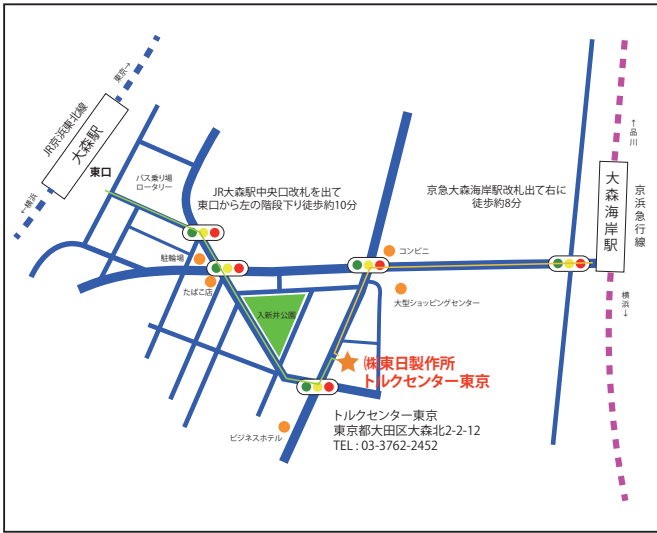 東京→
JR京浜東北線
大森駅
←横浜
東口
バス乗り場
ロータリー
JR大森駅中央口改札を出て
東口から左の階段下り徒歩約10分
京急大森海岸駅改札出て右に
徒歩約8分
←品川
大森海岸駅
京浜急行線
横浜→
駐輪場
たばこ店
コンビニ
大型ショッピングセンター
入新井公園
㈱東日製作所
トルクセンター東京
トルクセンター東京
東京都大田区大森北2-2-12
TEL : 03-3762-2452
ビジネスホテル